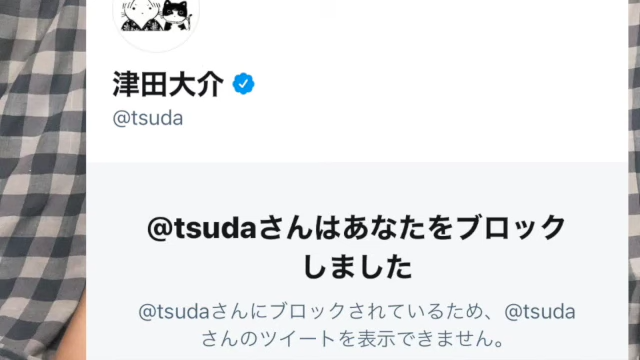 津田大介
@tsuda
@tsudaさんはあなたをブロック
しました
@tsudaさんにブロックされているため、@tsuda
さんのツイートを表示できません。